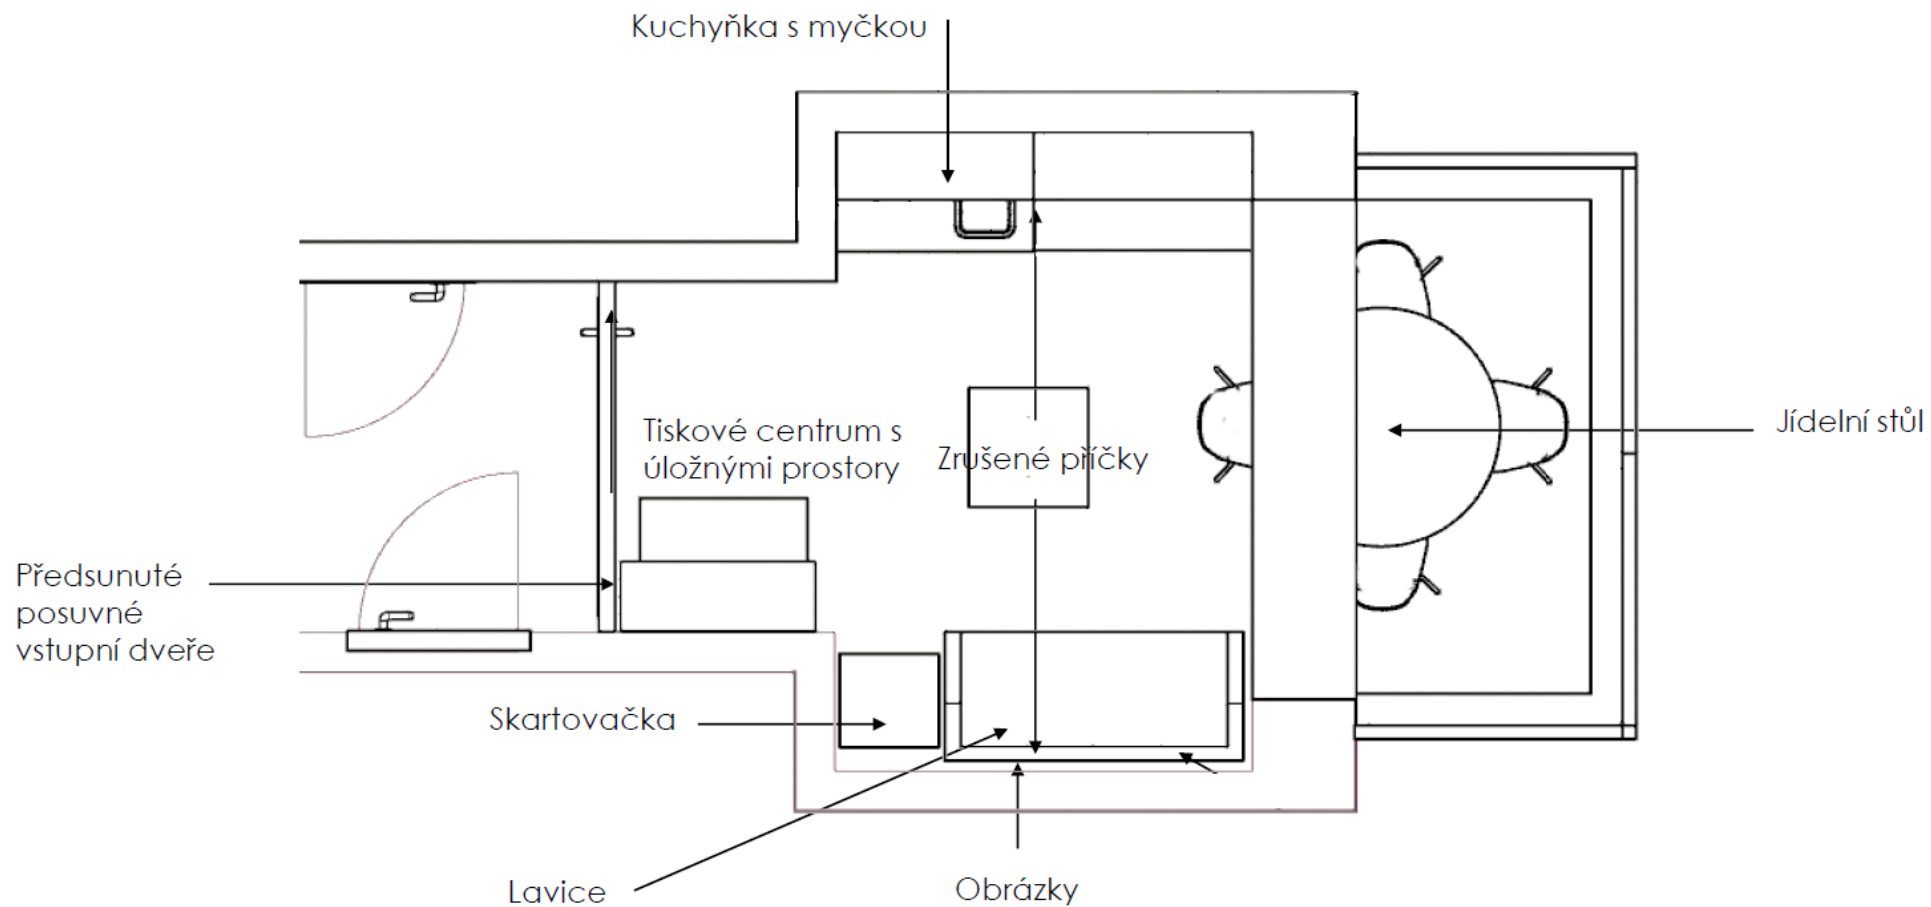 Kuchyňka s myčkou
Tiskové centrum s
úložnými prostory
Zrušené příčky
Jídelní stůl
Předsunuté
posuvné
vstupní dveře
Skartovačka
Lavice
Obrázky